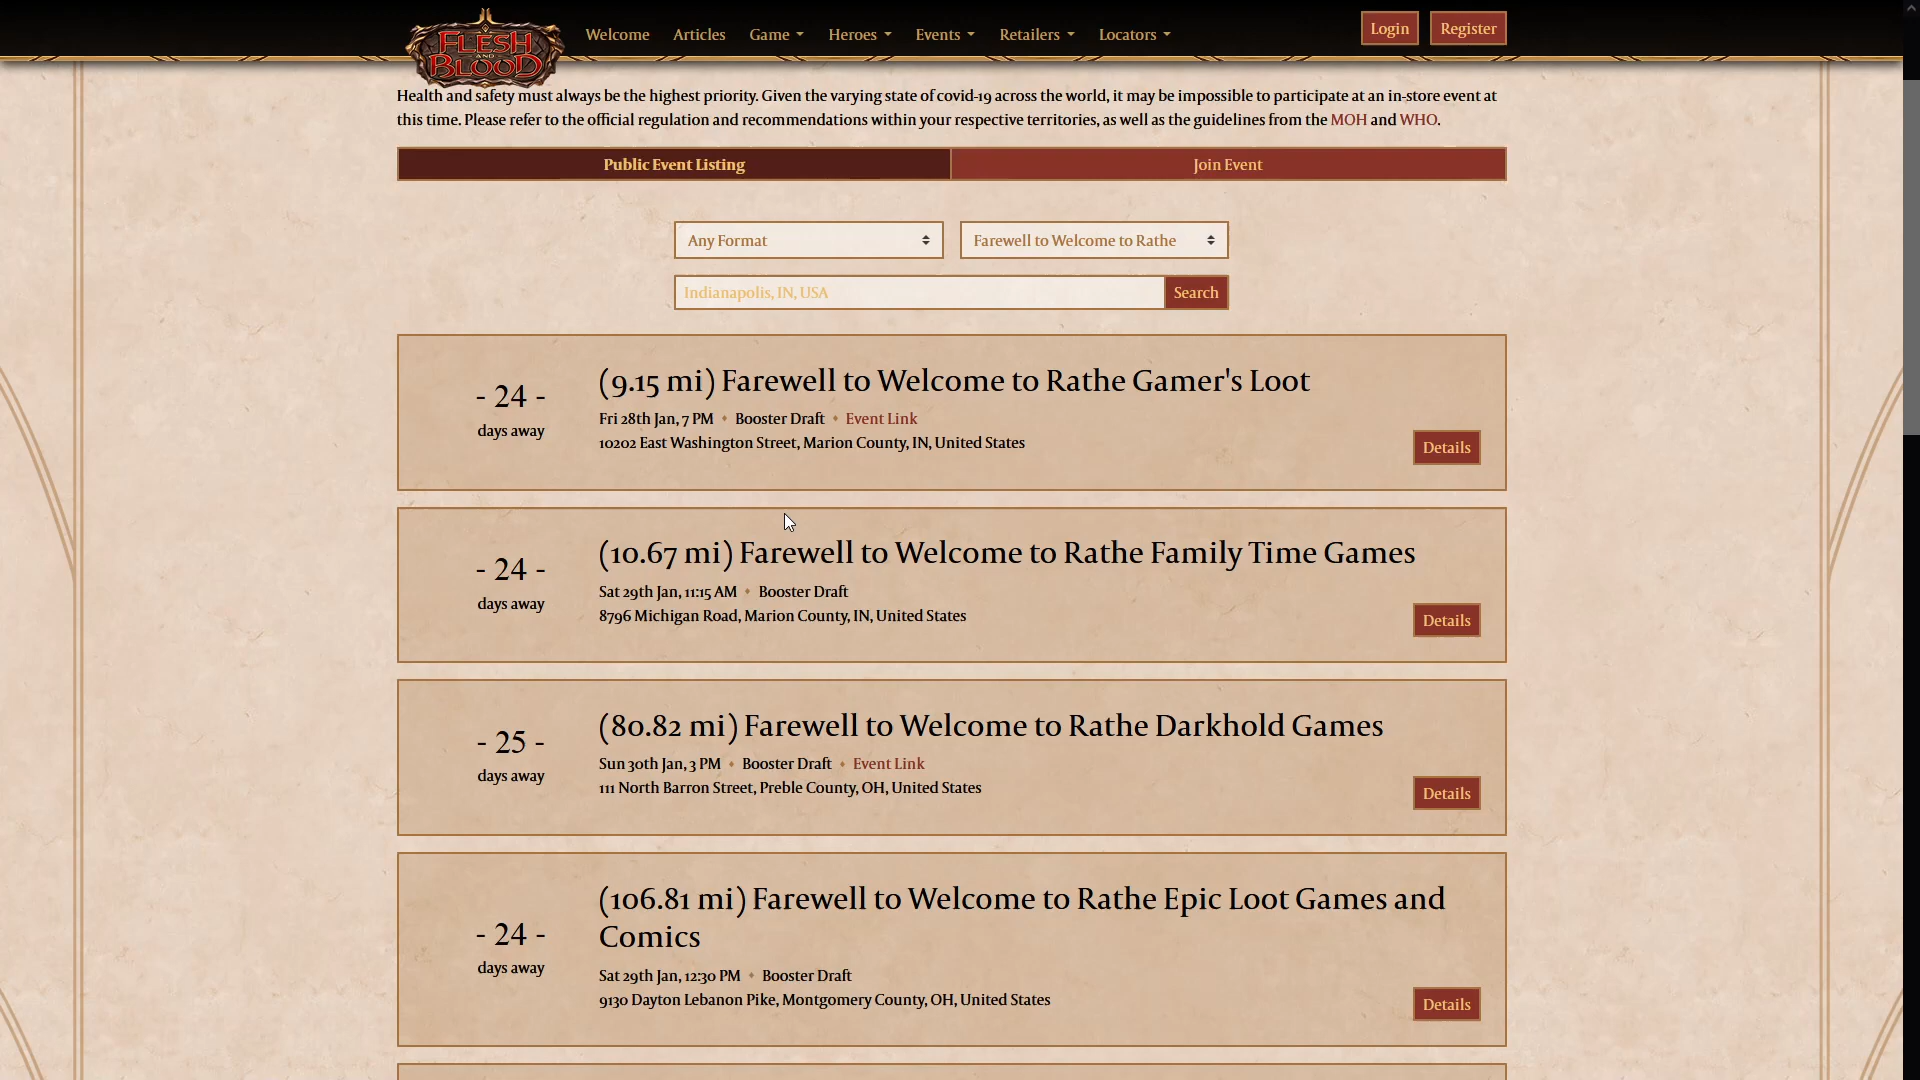 FLESH AND BLOOD
Welcome Articles Game Heroes Events Retailers Locators Login Register
Health and safety must always be the highest priority. Given the varying state of covid-19 across the world, it may be impossible to participate at an in-store event at
this time. Please refer to the official regulation and recommendations within your respective territories, as well as the guidelines from the MOH and WHO.
Public Event Listing Join Event
Any Format Farewell to Welcome to Rathe
Indianapolis, IN, USA Search
- 24 -
days away
(9.15 mi) Farewell to Welcome to Rathe Gamer's Loot
Fri 28th Jan, 7 PM ♦ Booster Draft ♦ Event Link
10202 East Washington Street, Marion County, IN, United States
Details
- 24 -
days away
(10.67 mi) Farewell to Welcome to Rathe Family Time Games
Sat 29th Jan, 11:15 AM ♦ Booster Draft
8796 Michigan Road, Marion County, IN, United States
Details
- 25 -
days away
(80.82 mi) Farewell to Welcome to Rathe Darkhold Games
Sun 30th Jan, 3 PM ♦ Booster Draft ♦ Event Link
111 North Barron Street, Preble County, OH, United States
Details
- 24 -
days away
(106.81 mi) Farewell to Welcome to Rathe Epic Loot Games and
Comics
Sat 29th Jan, 12:30 PM ♦ Booster Draft
9130 Dayton Lebanon Pike, Montgomery County, OH, United States
Details